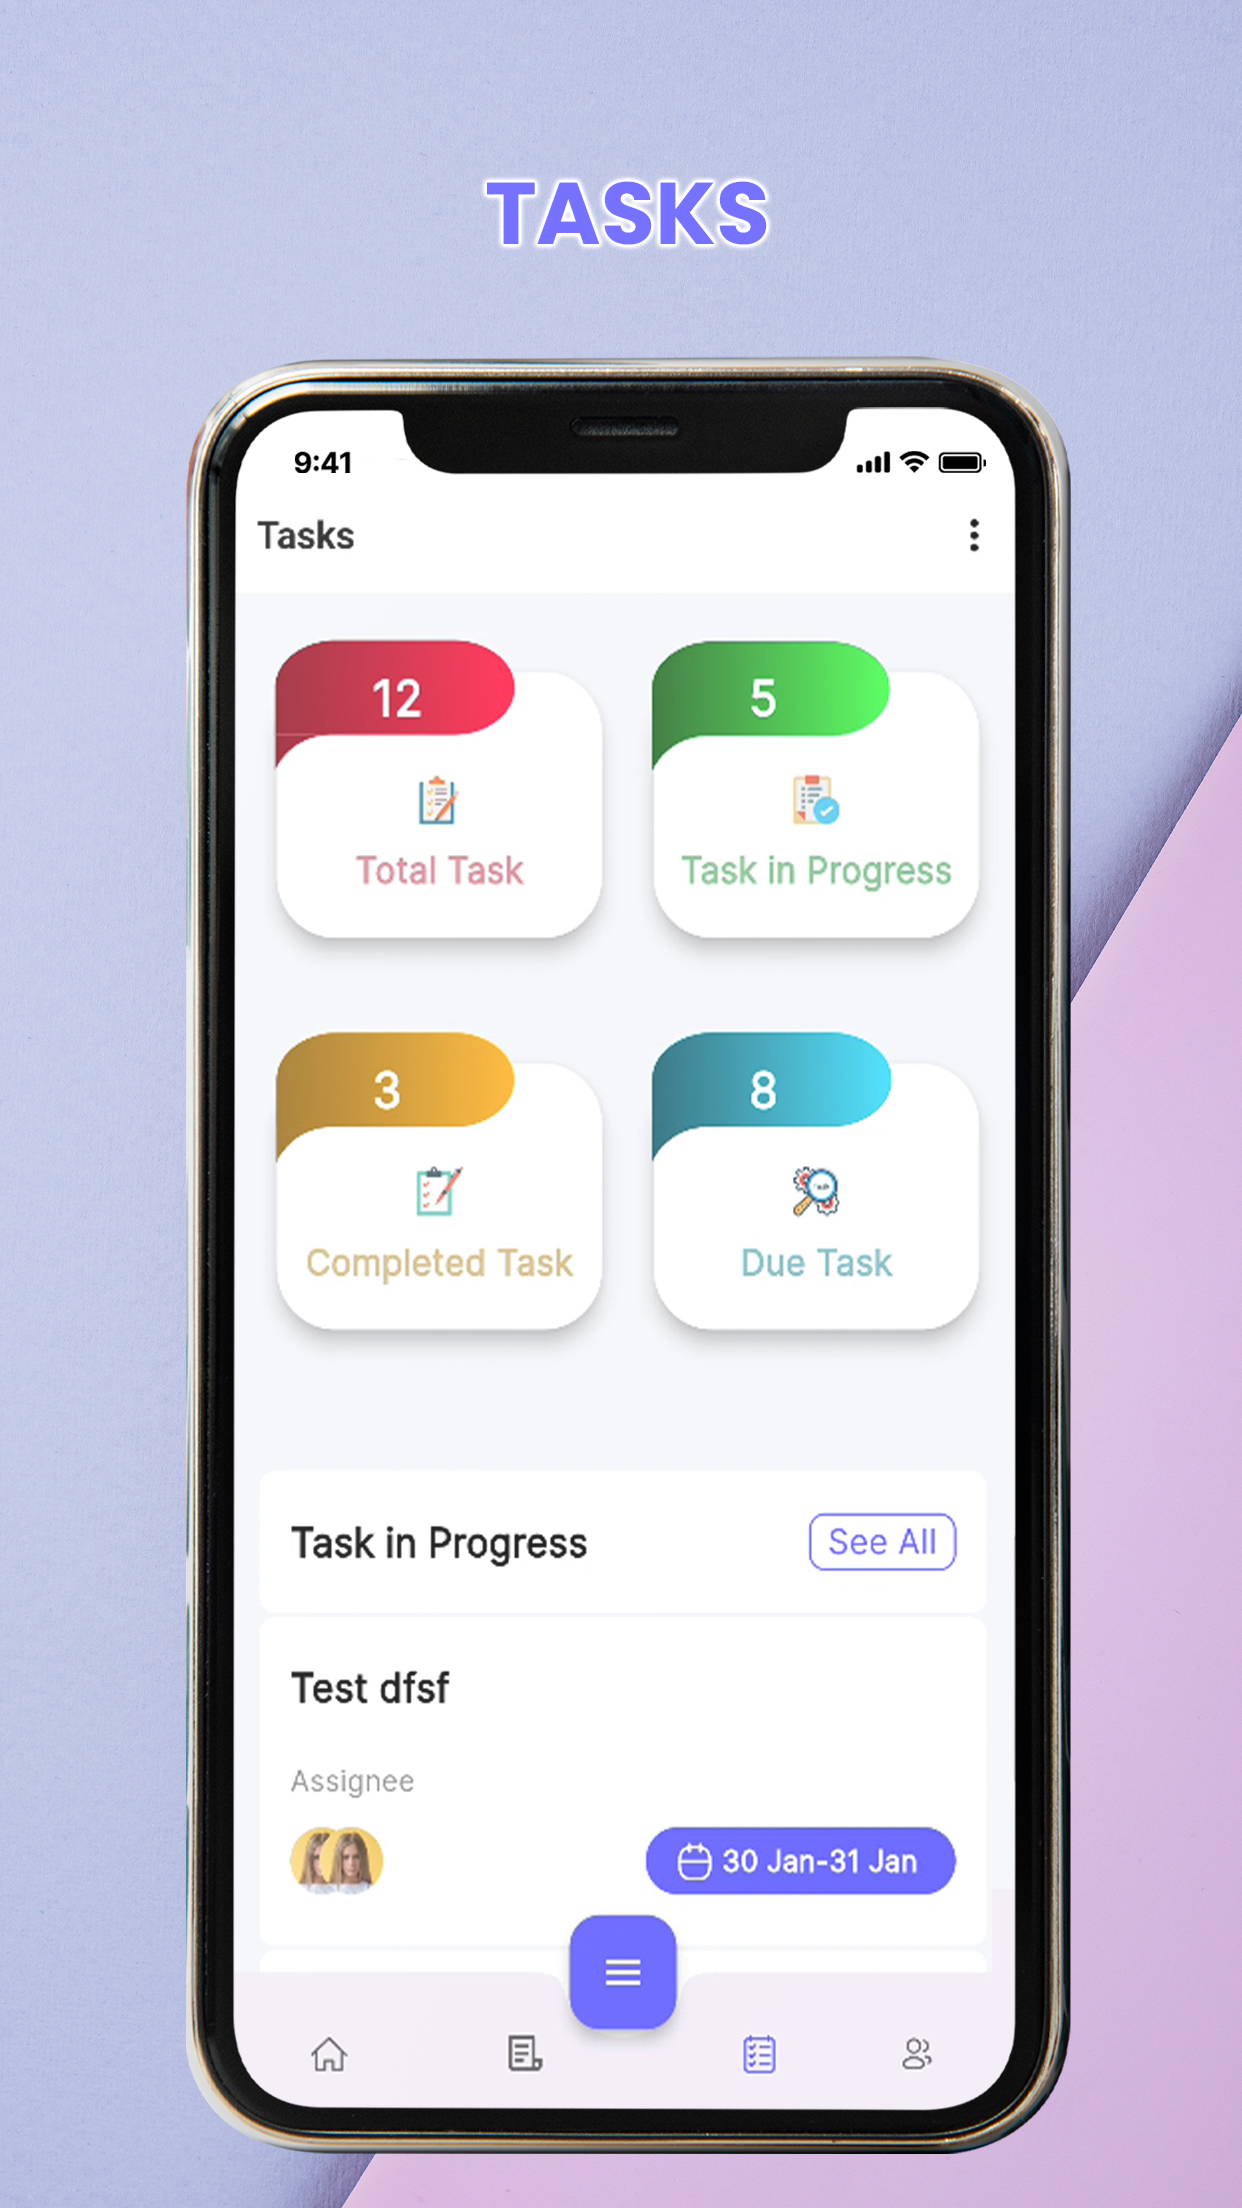 TASKS
9:41
Tasks
12
Total Task
5
Task in Progress
3
Completed Task
8
Due Task
Task in Progress
See All
Test dfsf
Assignee
30 Jan-31 Jan